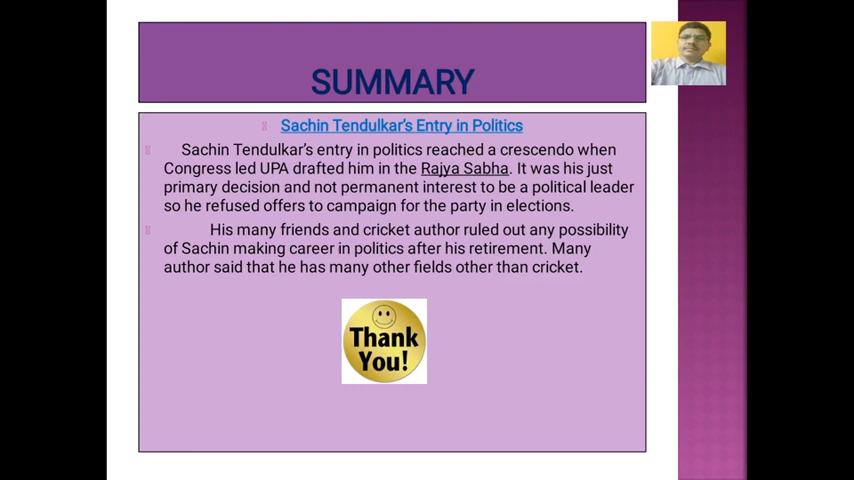 SUMMARY
Sachin Tendulkar's Entry in Politics
Sachin Tendulkar's entry in politics reached a crescendo when
Congress led UPA drafted him in the Rajya Sabha. It was his just
primary decision and not permanent interest to be a political leader
so he refused offers to campaign for the party in elections.
His many friends and cricket author ruled out any possibility
of Sachin making career in politics after his retirement. Many
author said that he has many other fields other than cricket.
Thank
You!